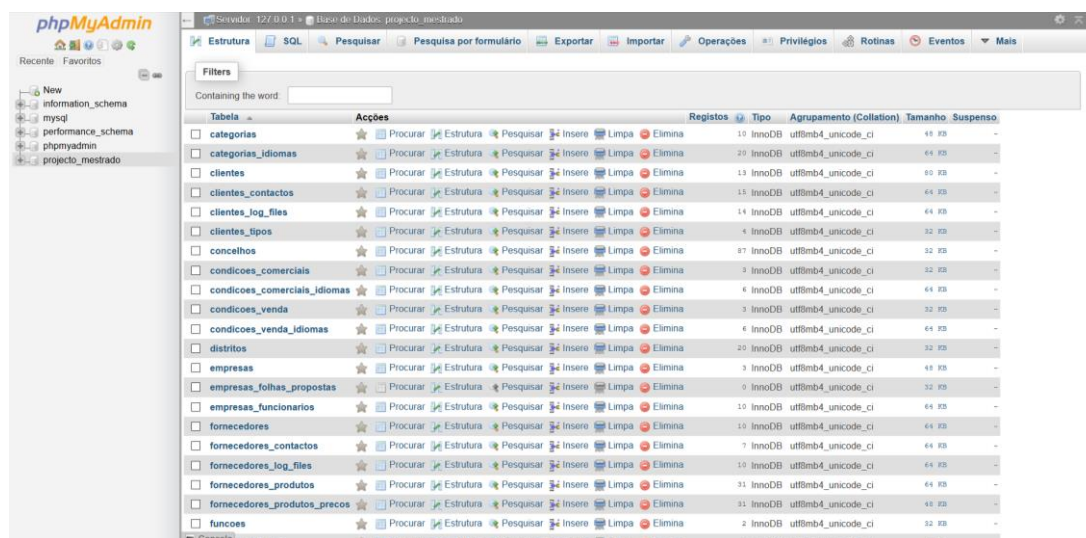 phpMyAdmin
Recente Favoritos
New
information_schema
mysql
performance_schema
phpmyadmin
projecto_mestrado
Servidor: 127.0.0.1 » Base de Dados: projecto_mestrado
Estrutura SQL Pesquisar Pesquisa por formulário Exportar Importar Operações Privilégios Rotinas Eventos Mais
Filters
Containing the word:
Tabela Acções Registos Tipo Agrupamento (Collation) Tamanho Suspenso
categorias Procurar Estrutura Pesquisar Insere Limpa Elimina 10 InnoDB utf8mb4_unicode_ci 48 KB -
categorias_idiomas Procurar Estrutura Pesquisar Insere Limpa Elimina 20 InnoDB utf8mb4_unicode_ci 64 KB -
clientes Procurar Estrutura Pesquisar Insere Limpa Elimina 13 InnoDB utf8mb4_unicode_ci 80 KB -
clientes_contactos Procurar Estrutura Pesquisar Insere Limpa Elimina 15 InnoDB utf8mb4_unicode_ci 64 KB -
clientes_log_files Procurar Estrutura Pesquisar Insere Limpa Elimina 14 InnoDB utf8mb4_unicode_ci 64 KB -
clientes_tipos Procurar Estrutura Pesquisar Insere Limpa Elimina 4 InnoDB utf8mb4_unicode_ci 32 KB -
concelhos Procurar Estrutura Pesquisar Insere Limpa Elimina 87 InnoDB utf8mb4_unicode_ci 32 KB -
condicoes_comerciais Procurar Estrutura Pesquisar Insere Limpa Elimina 3 InnoDB utf8mb4_unicode_ci 32 KB -
condicoes_comerciais_idiomas Procurar Estrutura Pesquisar Insere Limpa Elimina 6 InnoDB utf8mb4_unicode_ci 64 KB -
condicoes_venda Procurar Estrutura Pesquisar Insere Limpa Elimina 3 InnoDB utf8mb4_unicode_ci 32 KB -
condicoes_venda_idiomas Procurar Estrutura Pesquisar Insere Limpa Elimina 6 InnoDB utf8mb4_unicode_ci 64 KB -
distritos Procurar Estrutura Pesquisar Insere Limpa Elimina 20 InnoDB utf8mb4_unicode_ci 32 KB -
empresas Procurar Estrutura Pesquisar Insere Limpa Elimina 3 InnoDB utf8mb4_unicode_ci 48 KB -
empresas_folhas_propostas Procurar Estrutura Pesquisar Insere Limpa Elimina 0 InnoDB utf8mb4_unicode_ci 32 KB -
empresas_funcionarios Procurar Estrutura Pesquisar Insere Limpa Elimina 10 InnoDB utf8mb4_unicode_ci 64 KB -
fornecedores Procurar Estrutura Pesquisar Insere Limpa Elimina 10 InnoDB utf8mb4_unicode_ci 64 KB -
fornecedores_contactos Procurar Estrutura Pesquisar Insere Limpa Elimina 7 InnoDB utf8mb4_unicode_ci 64 KB -
fornecedores_log_files Procurar Estrutura Pesquisar Insere Limpa Elimina 10 InnoDB utf8mb4_unicode_ci 64 KB -
fornecedores_produtos Procurar Estrutura Pesquisar Insere Limpa Elimina 31 InnoDB utf8mb4_unicode_ci 64 KB -
fornecedores_produtos_precos Procurar Estrutura Pesquisar Insere Limpa Elimina 31 InnoDB utf8mb4_unicode_ci 48 KB -
funcoes Procurar Estrutura Pesquisar Insere Limpa Elimina 2 InnoDB utf8mb4_unicode_ci 32 KB -